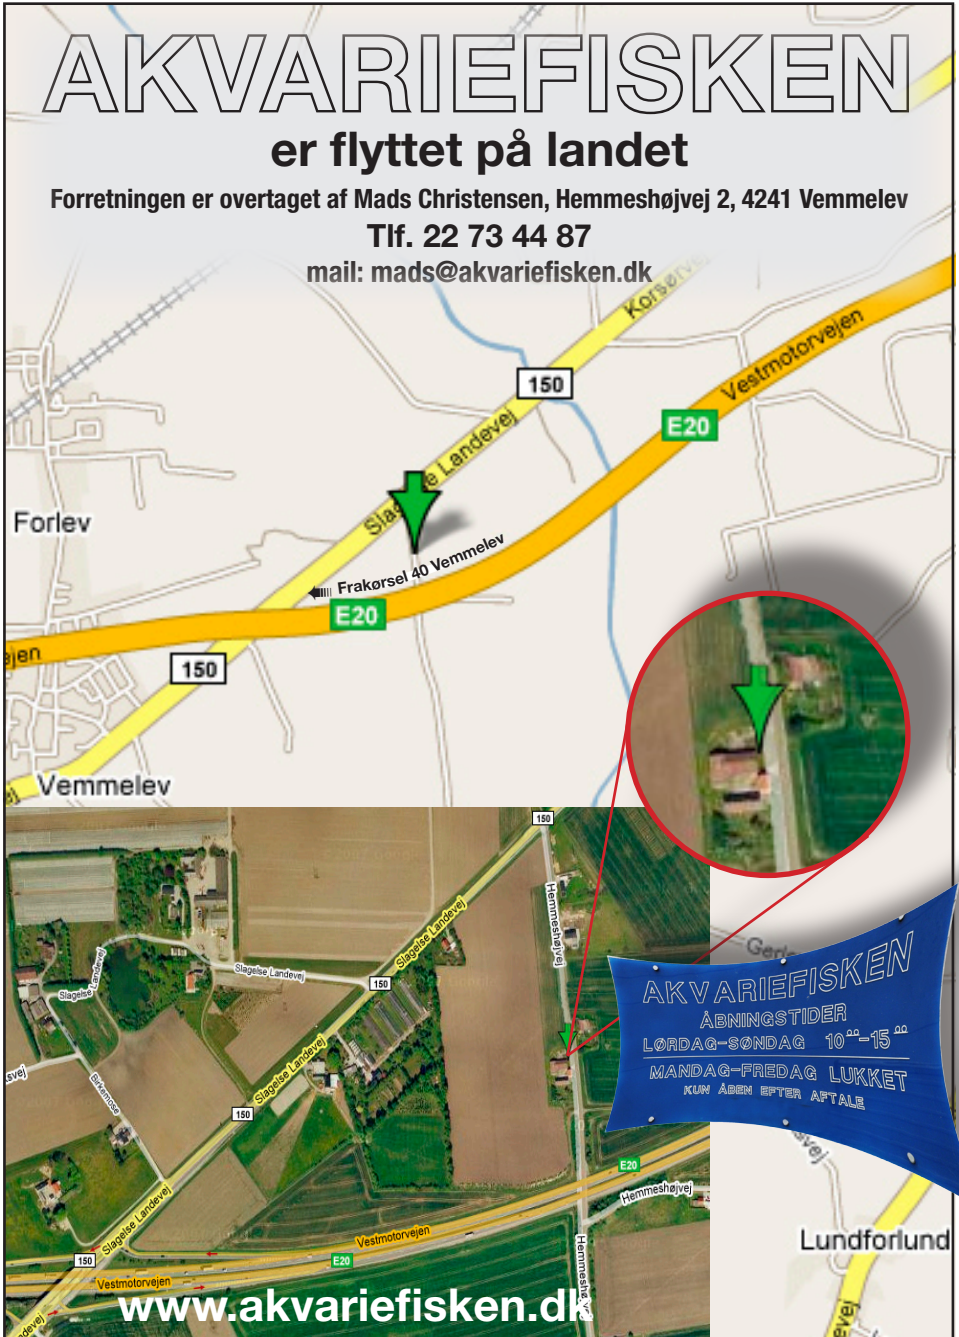 AKVARIEFISKEN
er flyttet på landet
Forretningen er overtaget af Mads Christensen, Hemmeshøjvej 2, 4241 Vemmelev
Tlf. 22 73 44 87
mail: mads@akvariefisken.dk
Vestmotorvejen
150
E20
Slagelse Landevej
Forlev
Frakørsel 40 Vemmelev
E20
150
Vemmelev
150
Hemmeshøjvej
Slagelse Landevej
Slagelse Landevej
150
Slagelse Landevej
Slagelse Landevej
Birkemose
150
AKVARIEFISKEN
ÅBNINGSTIDER
LØRDAG-SØNDAG 10⁰⁰-15⁰⁰
MANDAG-FREDAG LUKKET
KUN ÅBEN EFTER AFTALE
E20
Hemmeshøjvej
Slagelse Landevej
Vestmotorvejen
Lundforlund
150
E20
Vestmotorvejen
Hemmeshøjvej
www.akvariefisken.dk